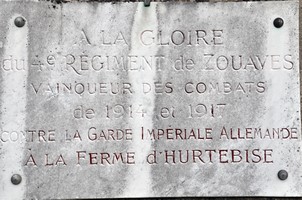 A LA GLOIRE
du 4e REGIMENT de ZOUAVES
VAINQUEUR DES COMBATS
de 1914 et 1917
CONTRE LA GARDE IMPÉRIALE ALLEMANDE
A LA FERME d'HURTEBISE